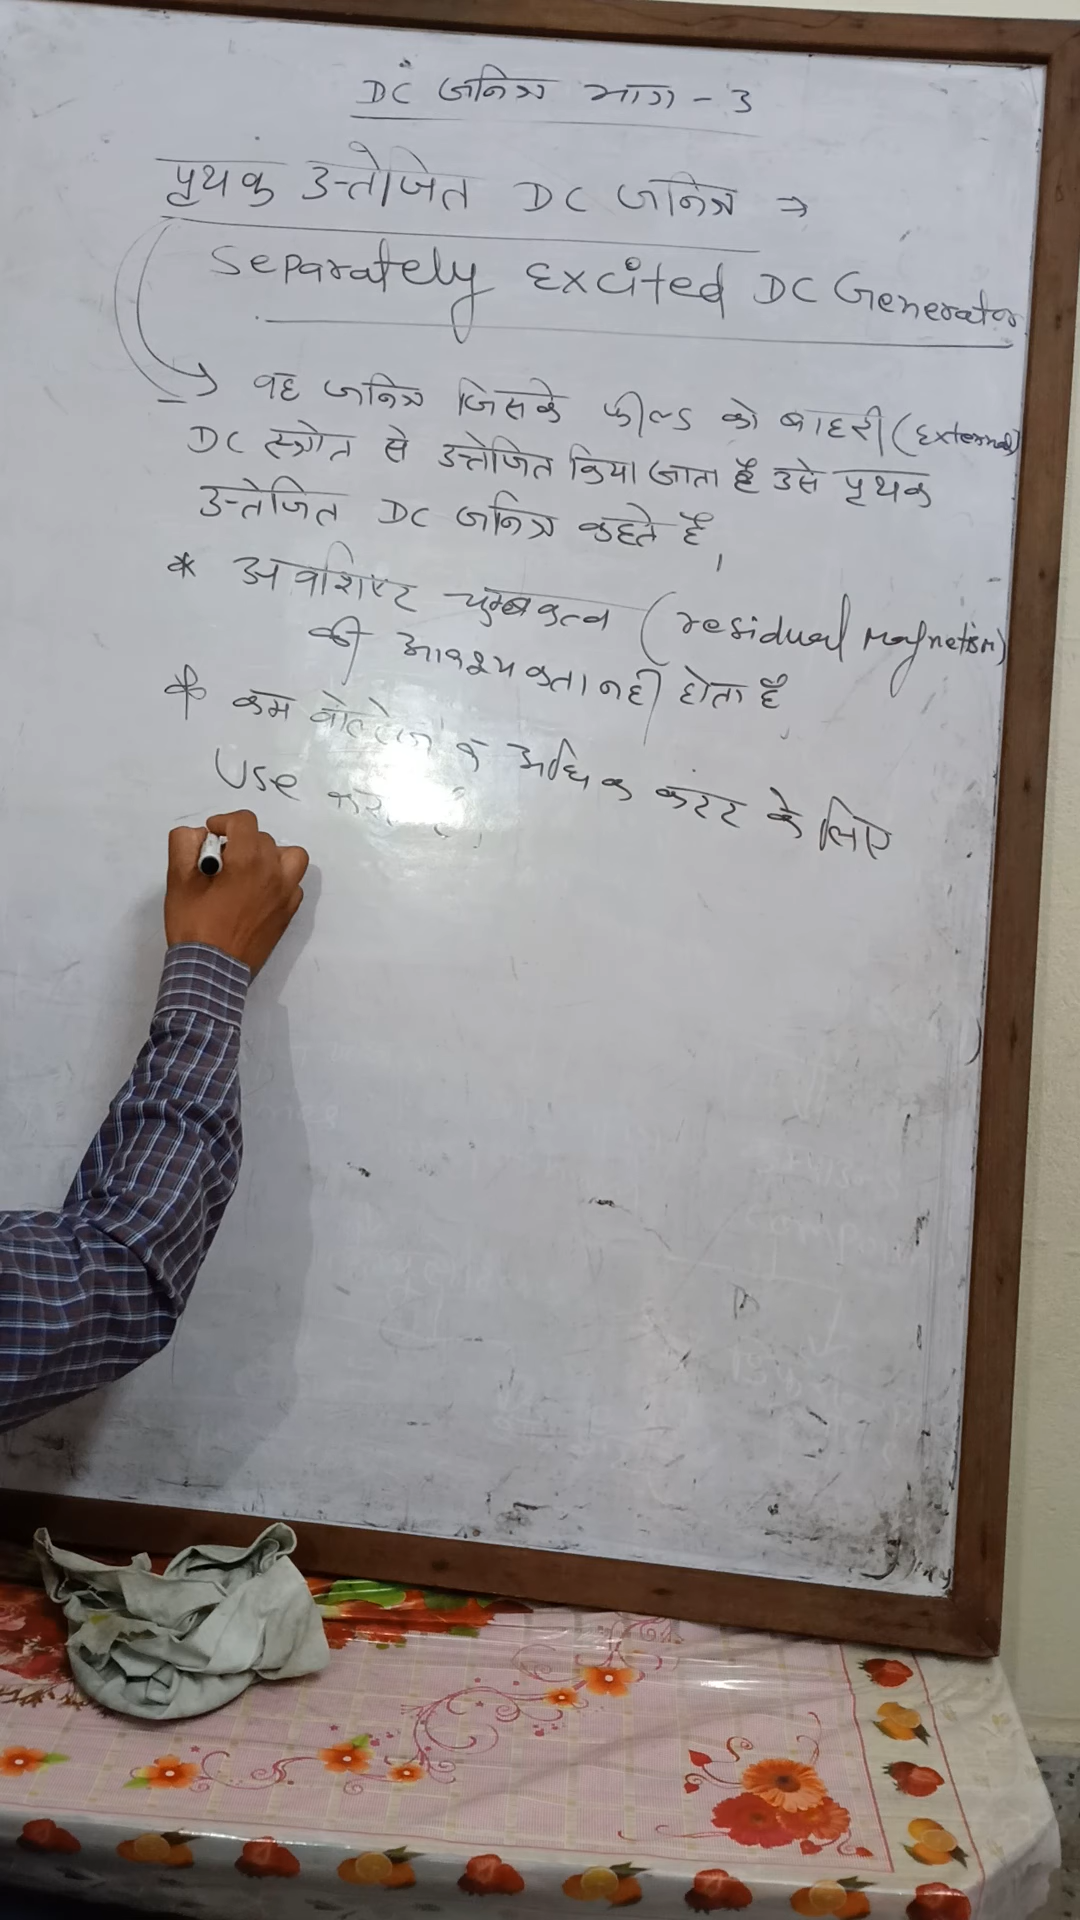 DC जनित्र भाग - 3
पृथक उत्तेजित DC जनित्र ⇒
Separately Excited DC Generator
वह जनित्र जिसके फील्ड को बाहरी (External)
DC स्त्रोत से उत्तेजित किया जाता है उसे पृथक
उत्तेजित DC जनित्र कहते है,
* अवशिष्ट चुम्बकत्व (residual magnetism)
की आवश्यकता नही होता है
* कम वोल्टेज व अधिक करंट के लिए
Use